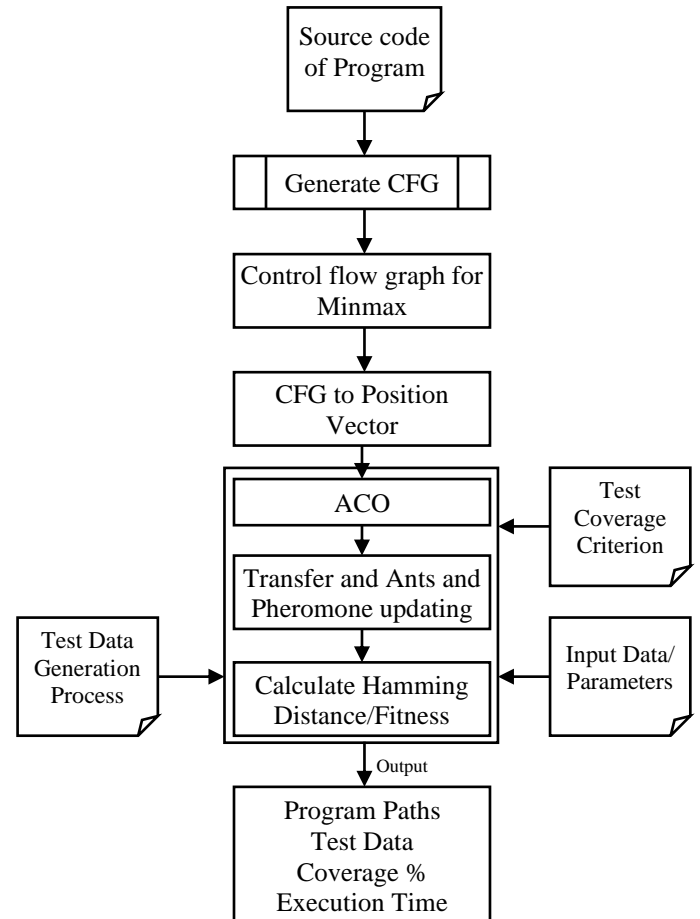 Source code
of Program
Generate CFG
Control flow graph for
Minmax
CFG to Position
Vector
ACO
Test
Coverage
Criterion
Transfer and Ants and
Pheromone updating
Test Data
Generation
Process
Input Data/
Parameters
Calculate Hamming
Distance/Fitness
Output
Program Paths
Test Data
Coverage %
Execution Time